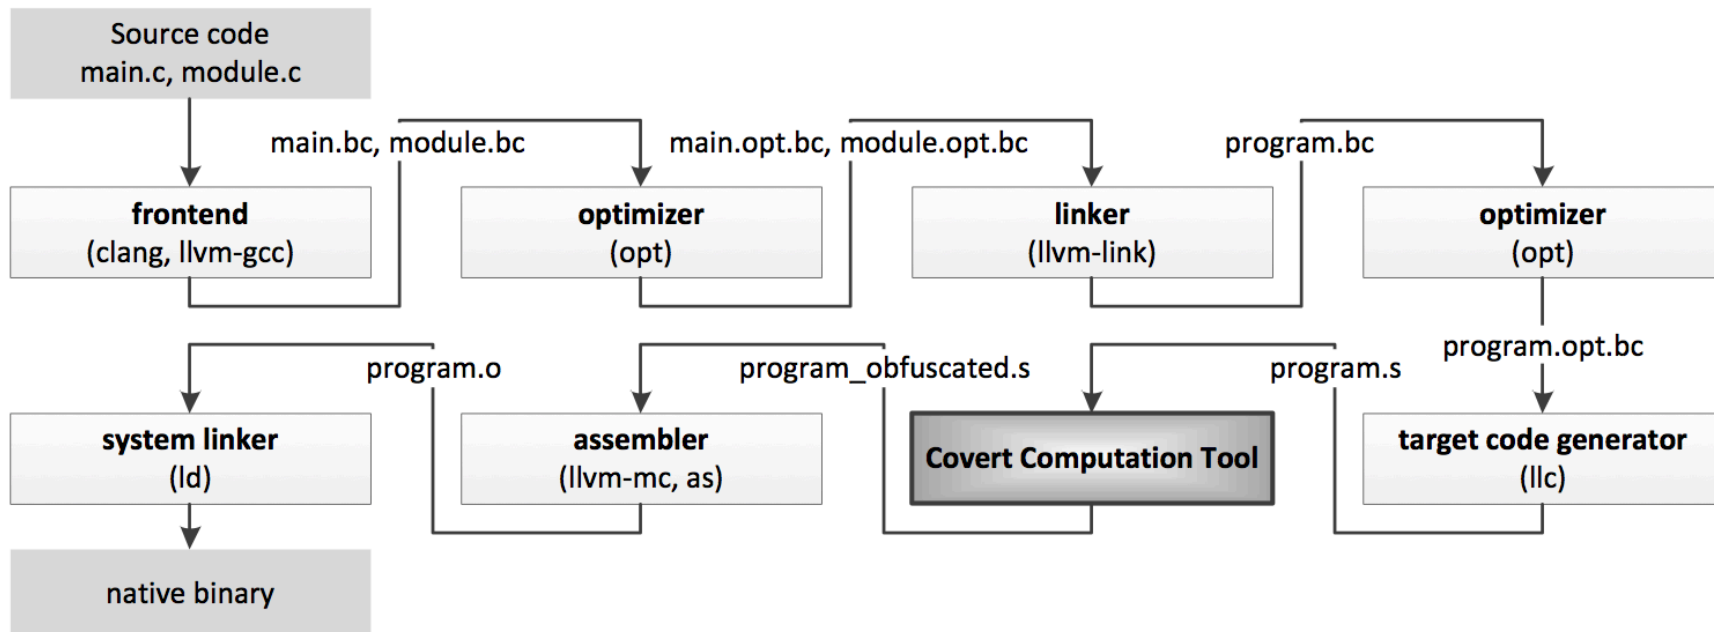 Source code
main.c, module.c
main.bc, module.bc
main.opt.bc, module.opt.bc
program.bc
frontend
(clang, llvm-gcc)
optimizer
(opt)
linker
(llvm-link)
optimizer
(opt)
program.opt.bc
program.s
program_obfuscated.s
program.o
target code generator
(llc)
Covert Computation Tool
assembler
(llvm-mc, as)
system linker
(ld)
native binary